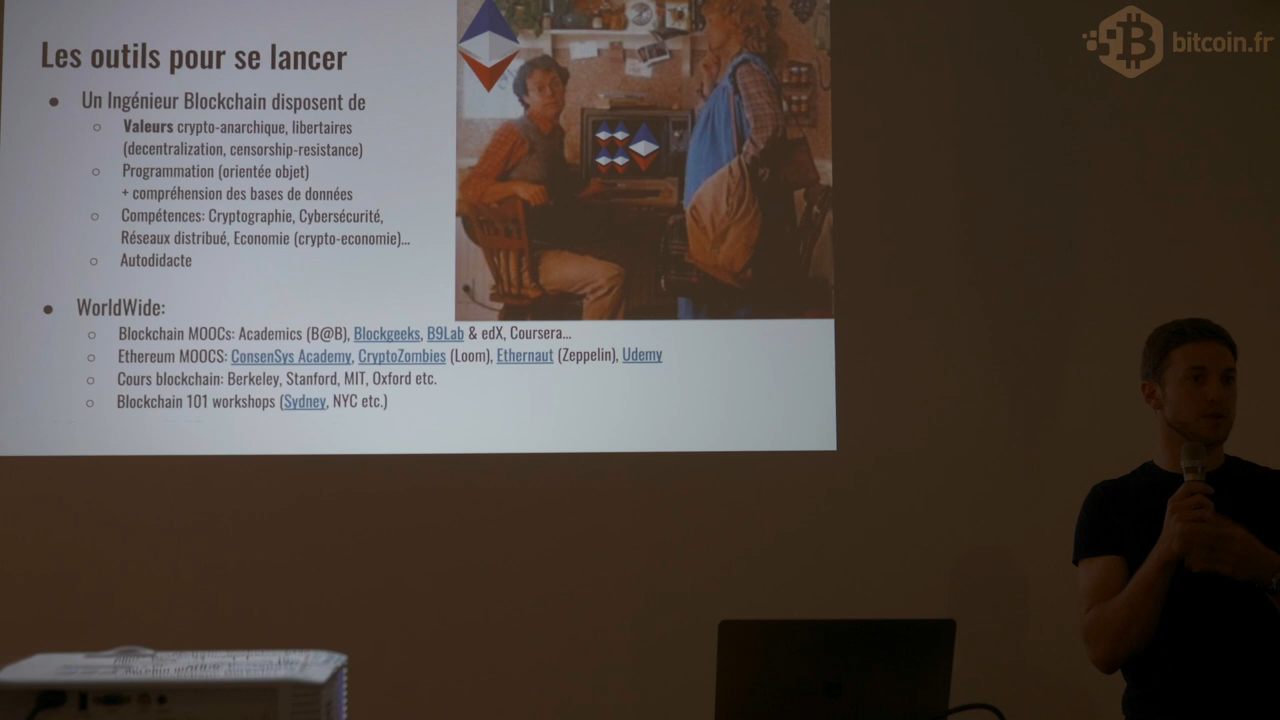 Les outils pour se lancer
● Un Ingénieur Blockchain disposent de
○ Valeurs crypto-anarchique, libertaires
(decentralization, censorship-resistance)
○ Programmation (orientée objet)
+ compréhension des bases de données
○ Compétences: Cryptographie, Cybersécurité,
Réseaux distribué, Economie (crypto-economie)...
○ Autodidacte
● WorldWide:
○ Blockchain MOOCs: Academics (B@B), Blockgeeks, B9Lab & edX, Coursera...
○ Ethereum MOOCS: ConsenSys Academy, CryptoZombies (Loom), Ethernaut (Zeppelin), Udemy
○ Cours blockchain: Berkeley, Stanford, MIT, Oxford etc.
○ Blockchain 101 workshops (Sydney, NYC etc.)
bitcoin.fr